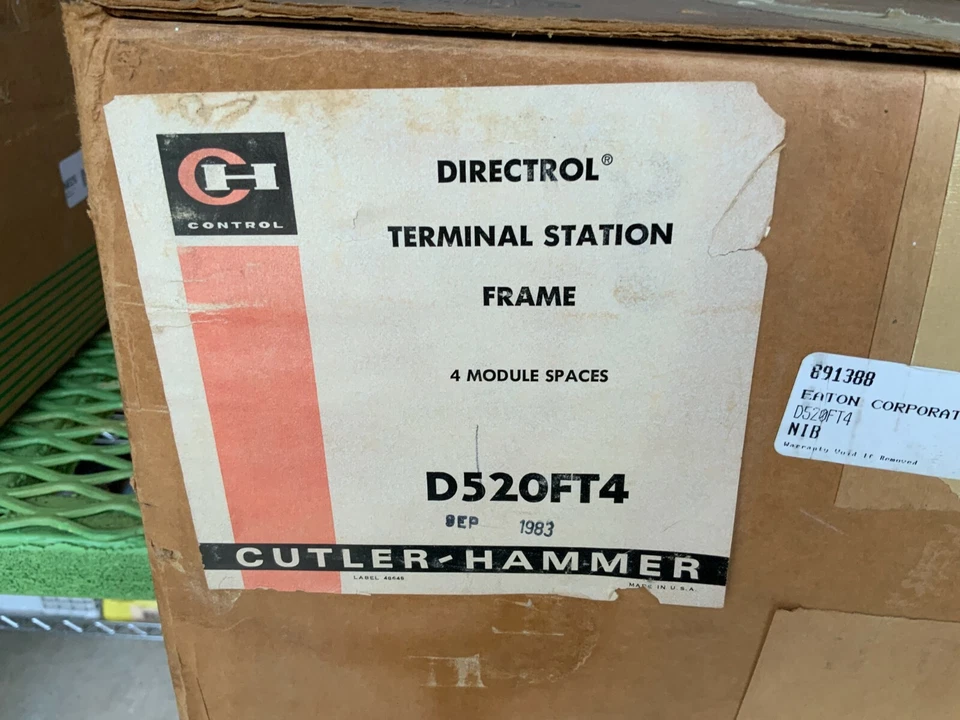 CH
CONTROL
DIRECTROL®
TERMINAL STATION
FRAME
4 MODULE SPACES
D520FT4
SEP 1983
CUTLER-HAMMER
LABEL
MADE IN U.S.A.
891388
EATON CORPORAT
D520FT4
NIB
Warranty Void If Removed